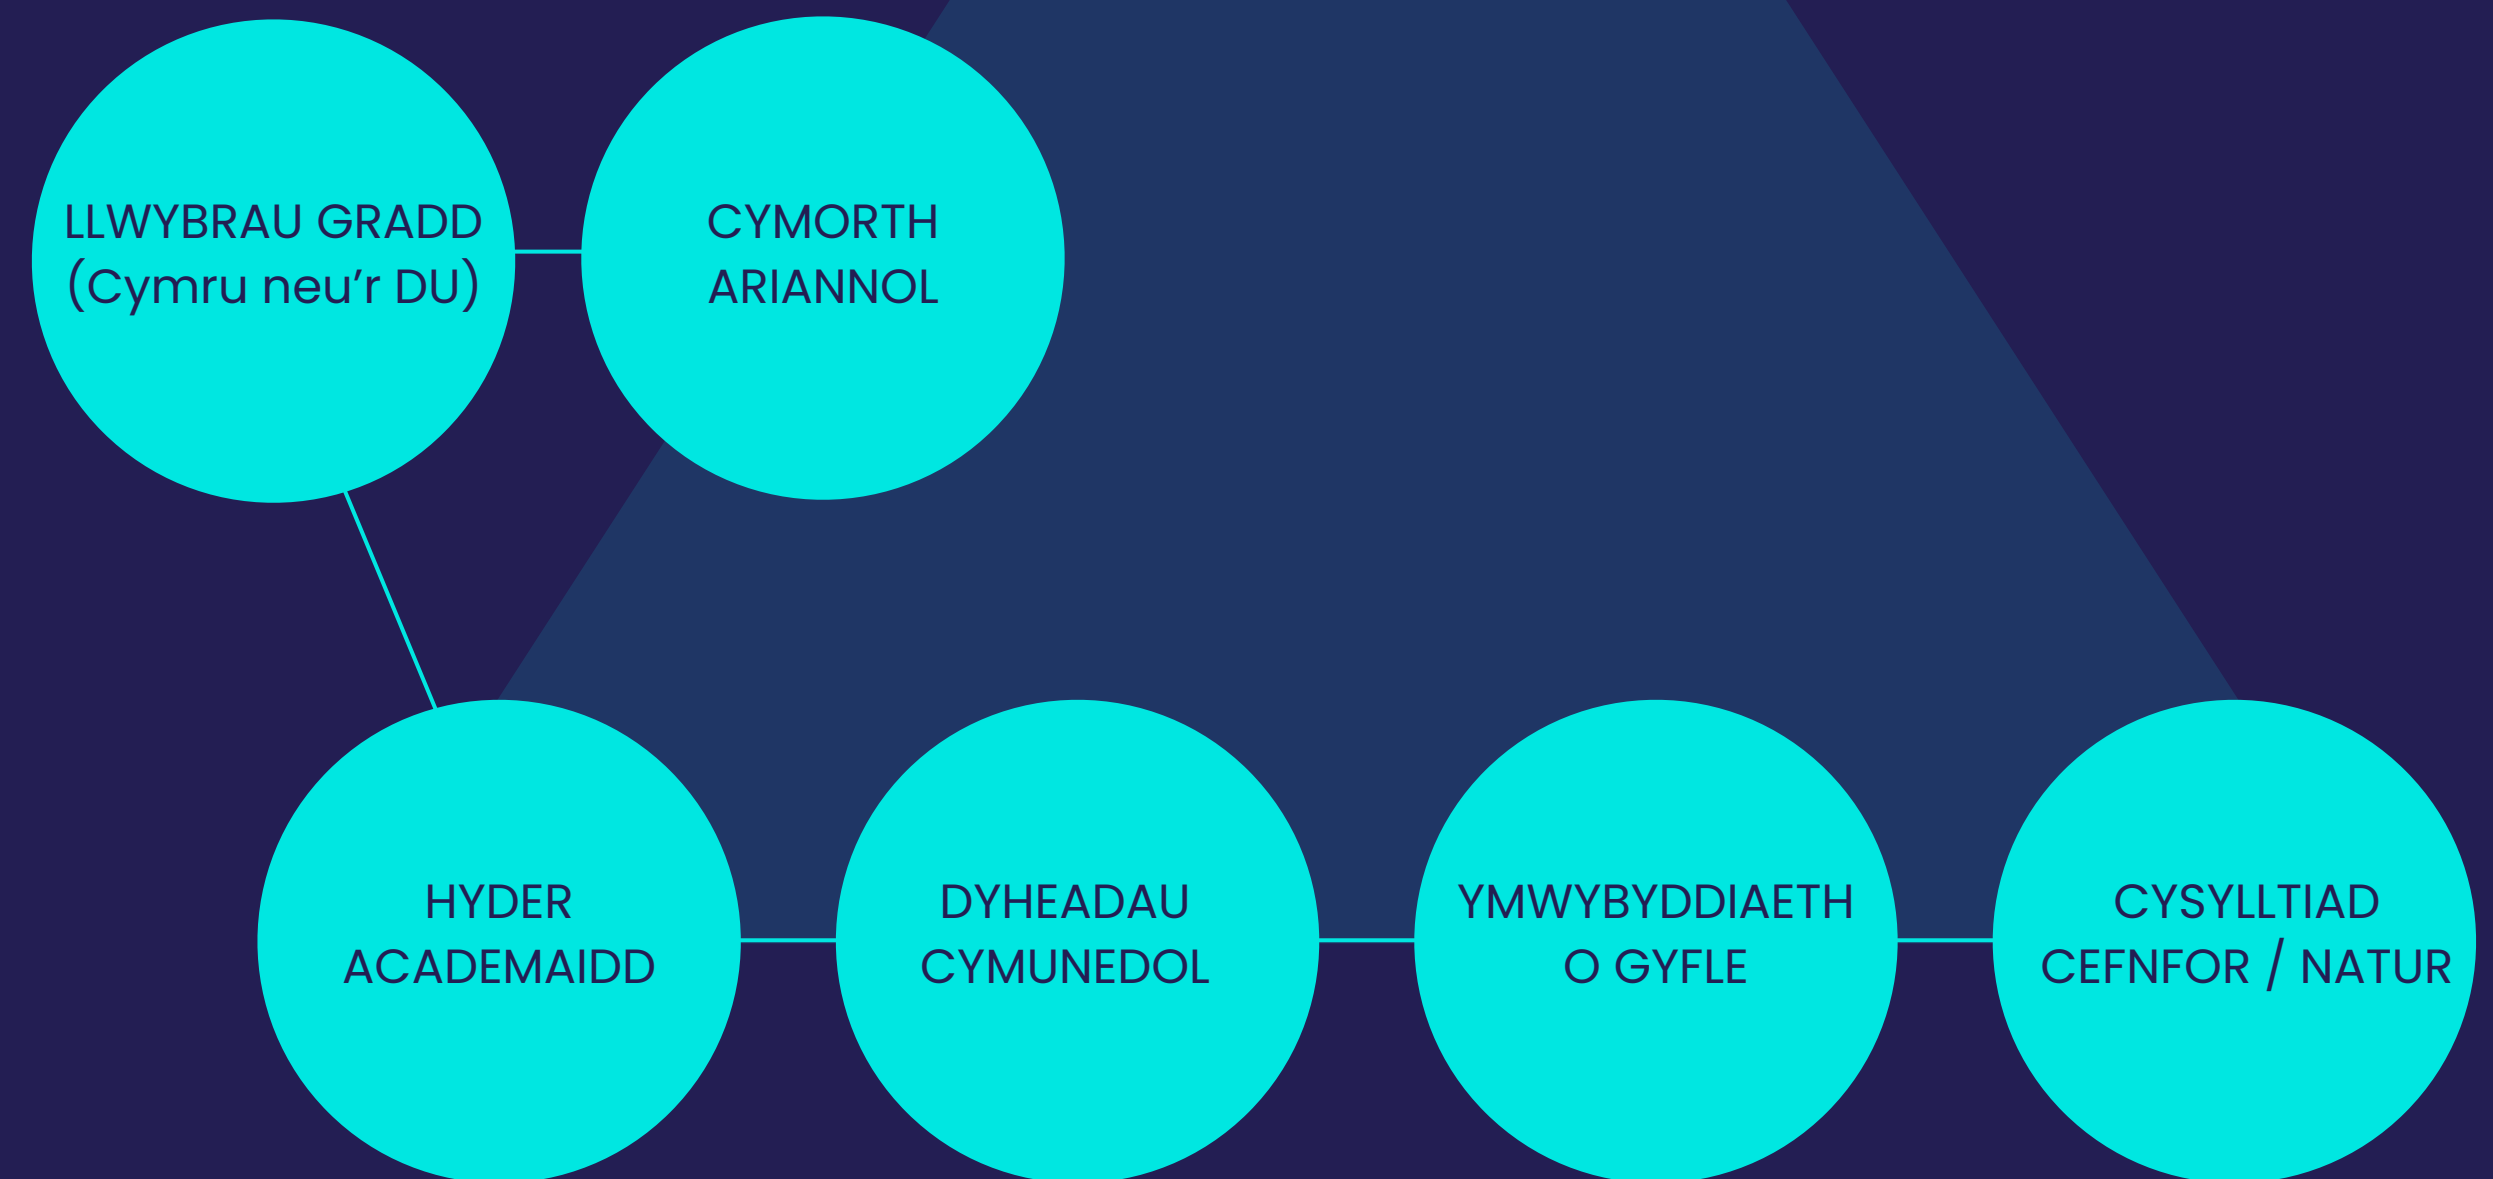 LLWYBRAU GRADD
(Cymru neu’r DU)
CYMORTH
ARIANNOL
HYDER
ACADEMAIDD
DYHEADAU
CYMUNEDOL
YMWYBYDDIAETH
O GYFLE
CYSYLLTIAD
CEFNFOR / NATUR